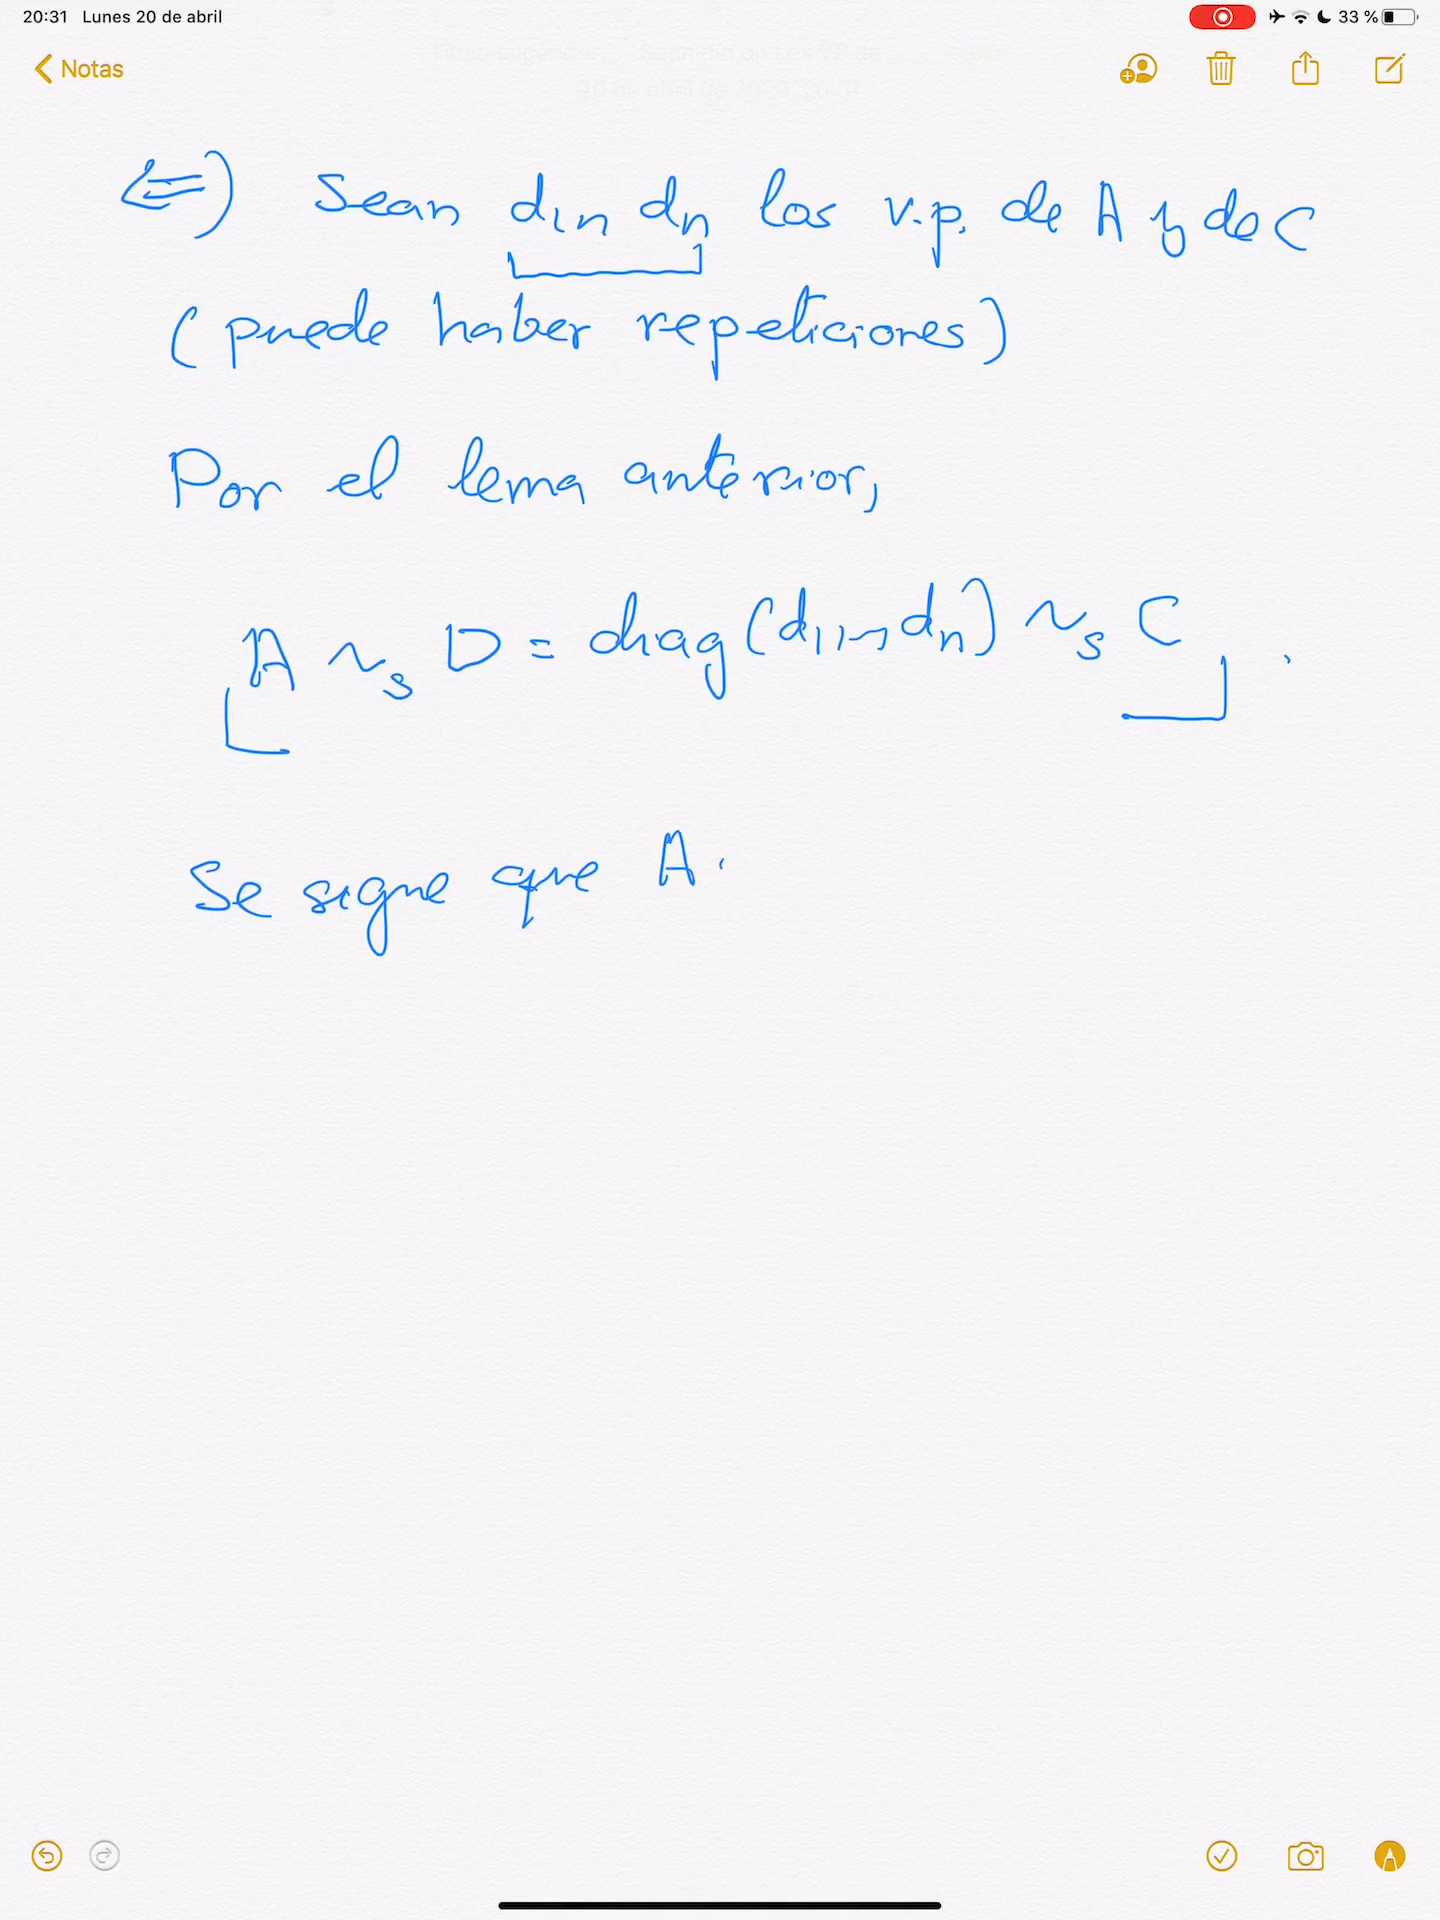 20:31 Lunes 20 de abril 33 %
Notas
⇐) Sean d1,..., dn los v.p. de A y de C
(puede haber repeticiones)
Por el lema anterior,
A ~s D = diag(d1,..., dn) ~s C
Se sigue que A